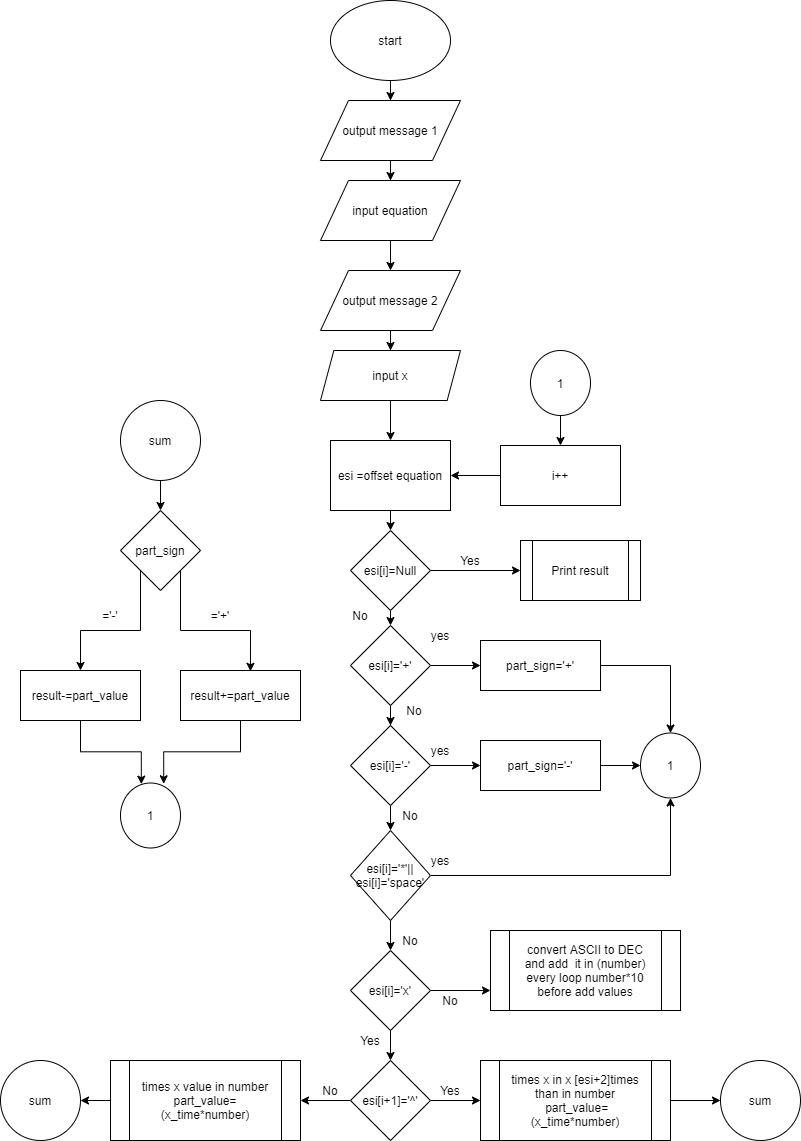 start
output message 1
input equation
output message 2
input x
1
sum
esi =offset equation
i++
part_sign
esi[i]=Null
Yes
Print result
No
='-'
='+'
yes
esi[i]='+'
part_sign='+'
result-=part_value
result+=part_value
No
yes
esi[i]='-'
part_sign='-'
1
1
No
yes
esi[i]='*'||
esi[i]='space'
No
esi[i]='x'
No
convert ASCII to DEC
and add  it in (number)
every loop number*10
before add values
Yes
sum
times x value in number
part_value=
(x_time*number)
No
esi[i+1]='^'
Yes
times x in x [esi+2]times
than in number
part_value=
(x_time*number)
sum